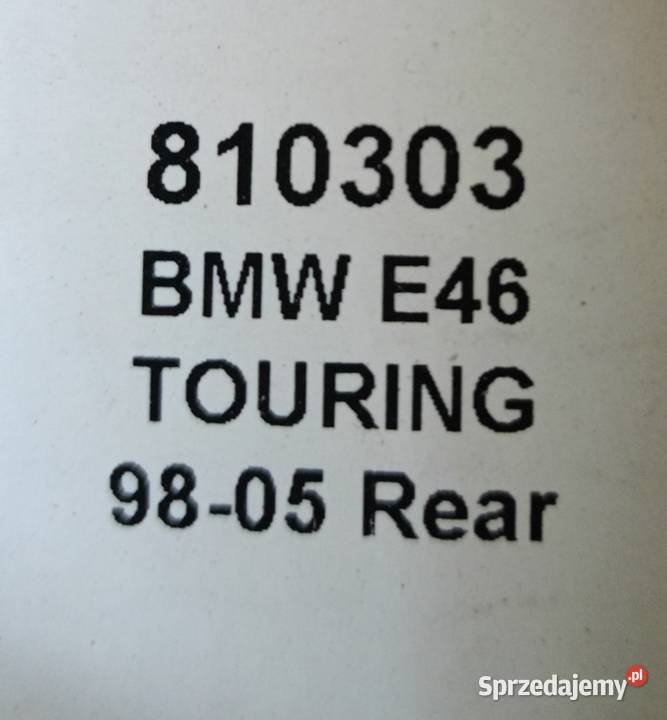 810303
BMW E46
TOURING
98-05 Rear
Sprzedajemy.pl